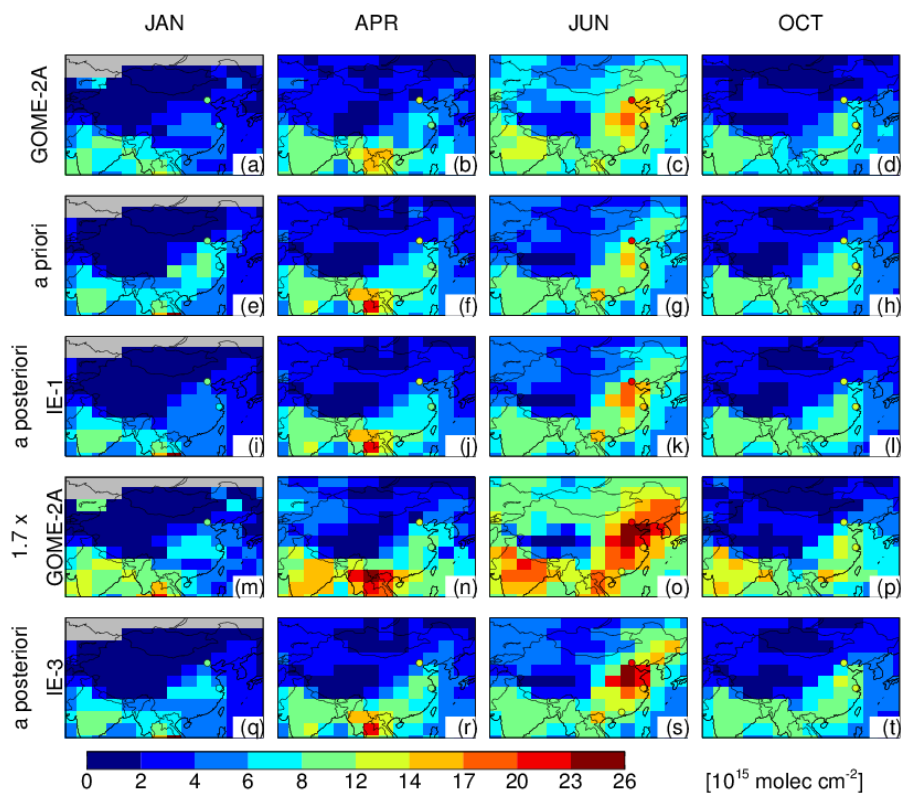 JAN APR JUN OCT
GOME-2A
(a) (b) (c) (d)
a priori
(e) (f) (g) (h)
a posteriori
IE-1
(i) (j) (k) (l)
1.7 x
GOME-2A
(m) (n) (o) (p)
a posteriori
IE-3
(q) (r) (s) (t)
0 2 4 6 8 12 14 17 20 23 26 [10¹⁵ molec cm⁻²]